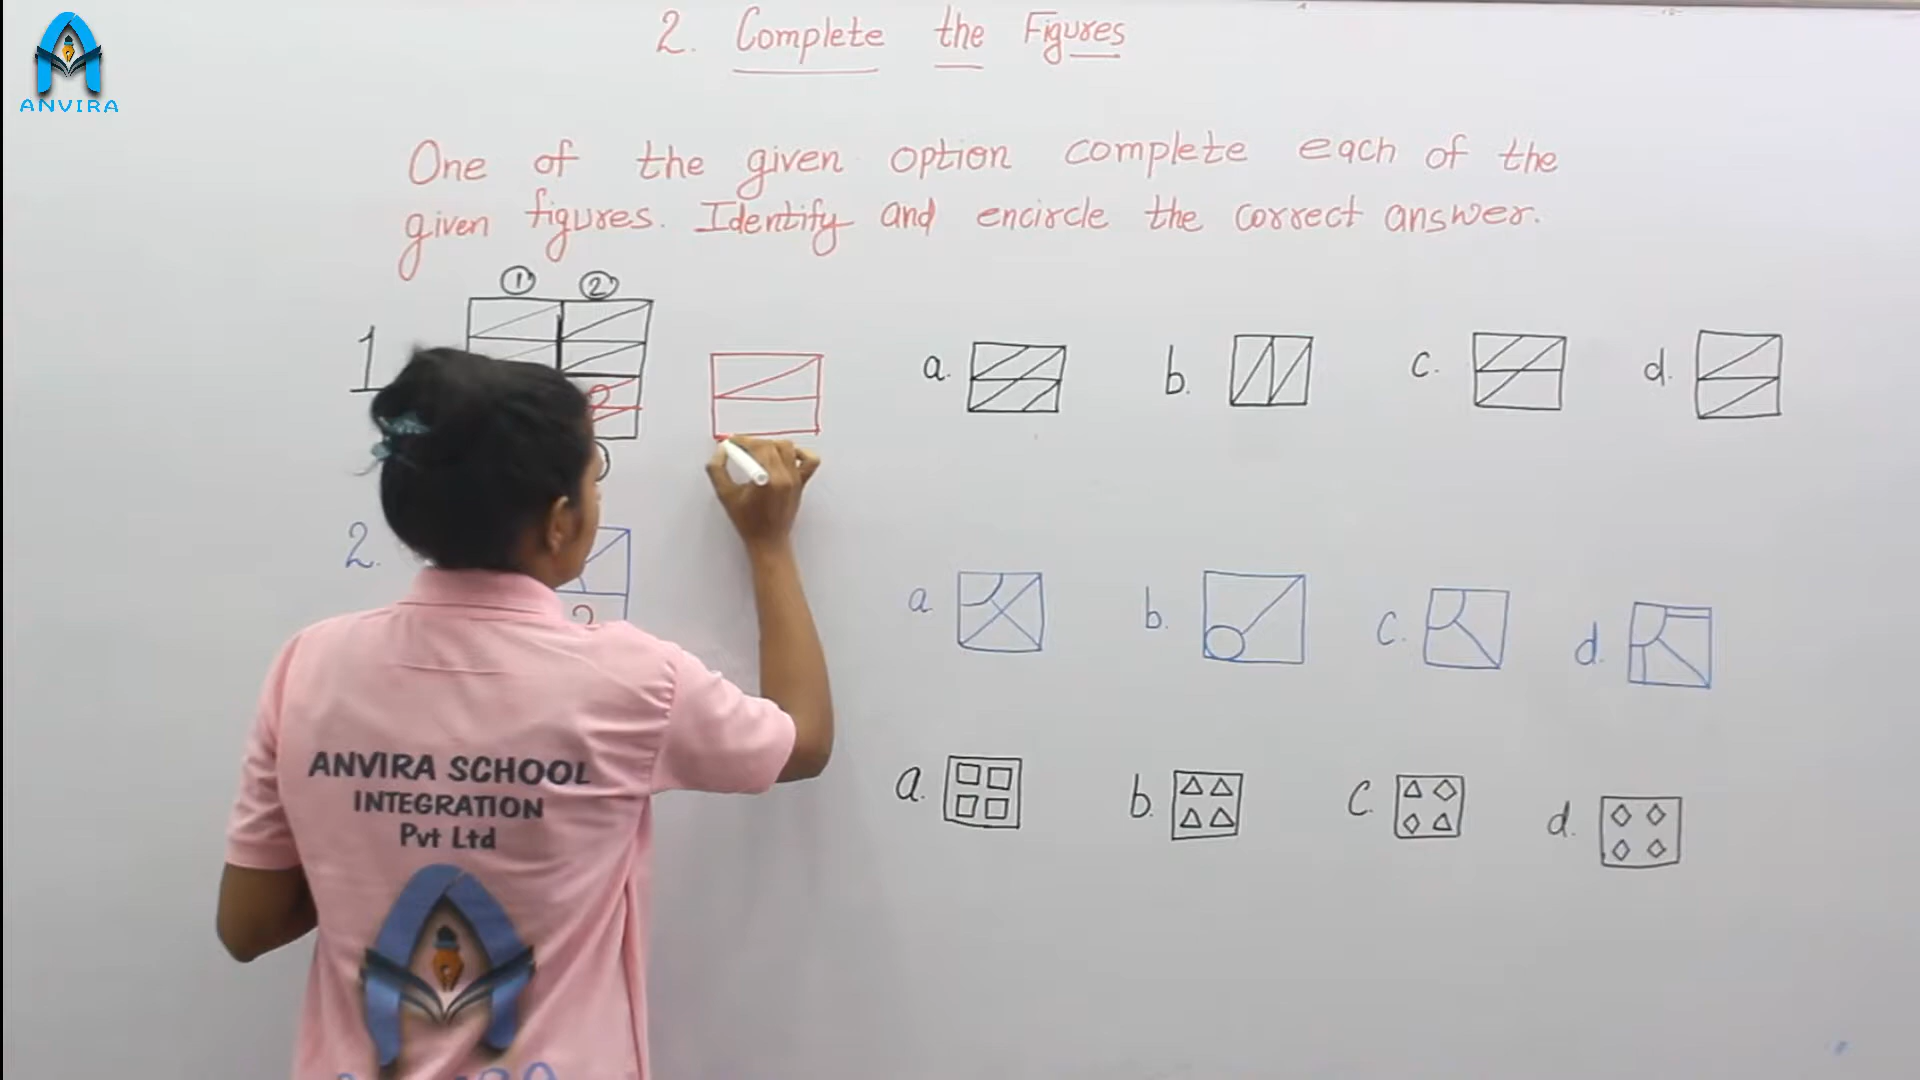 ANVIRA
2. Complete the Figures
One of the given option complete each of the
given figures. Identify and encircle the correct answer.
1 2
1
?
a. b. c. d.
2.
?
a b. c. d.
a. b. c. d.
ANVIRA SCHOOL
INTEGRATION
Pvt Ltd